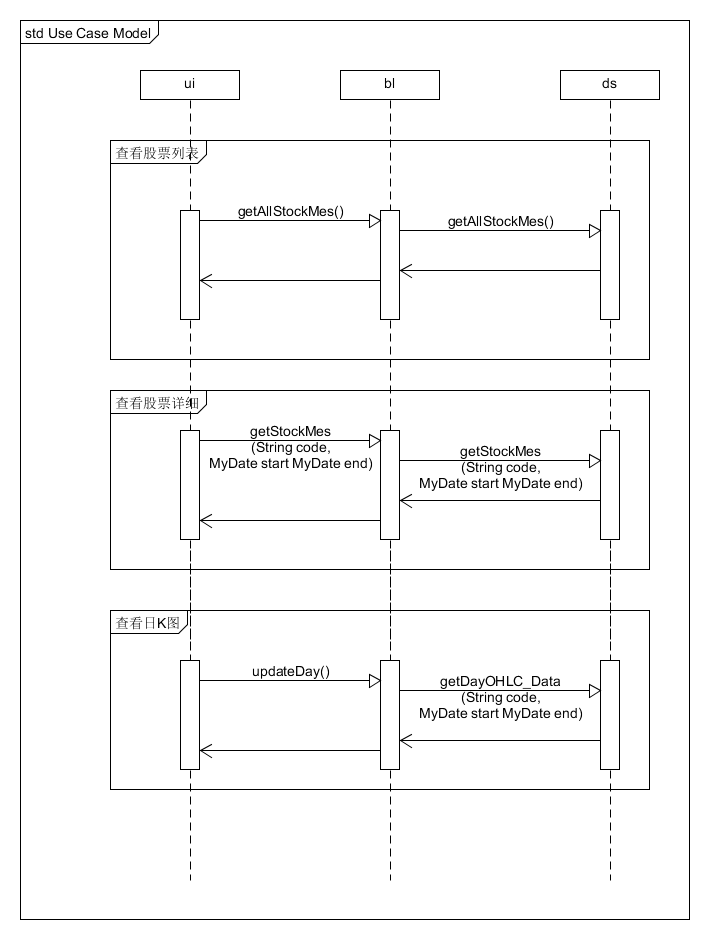 std Use Case Model
ui
bl
ds
查看股票列表
getAllStockMes()
getAllStockMes()
查看股票详细
getStockMes
(String code,
MyDate start MyDate end)
getStockMes
(String code,
MyDate start MyDate end)
查看日K图
updateDay()
getDayOHLC_Data
(String code,
MyDate start MyDate end)